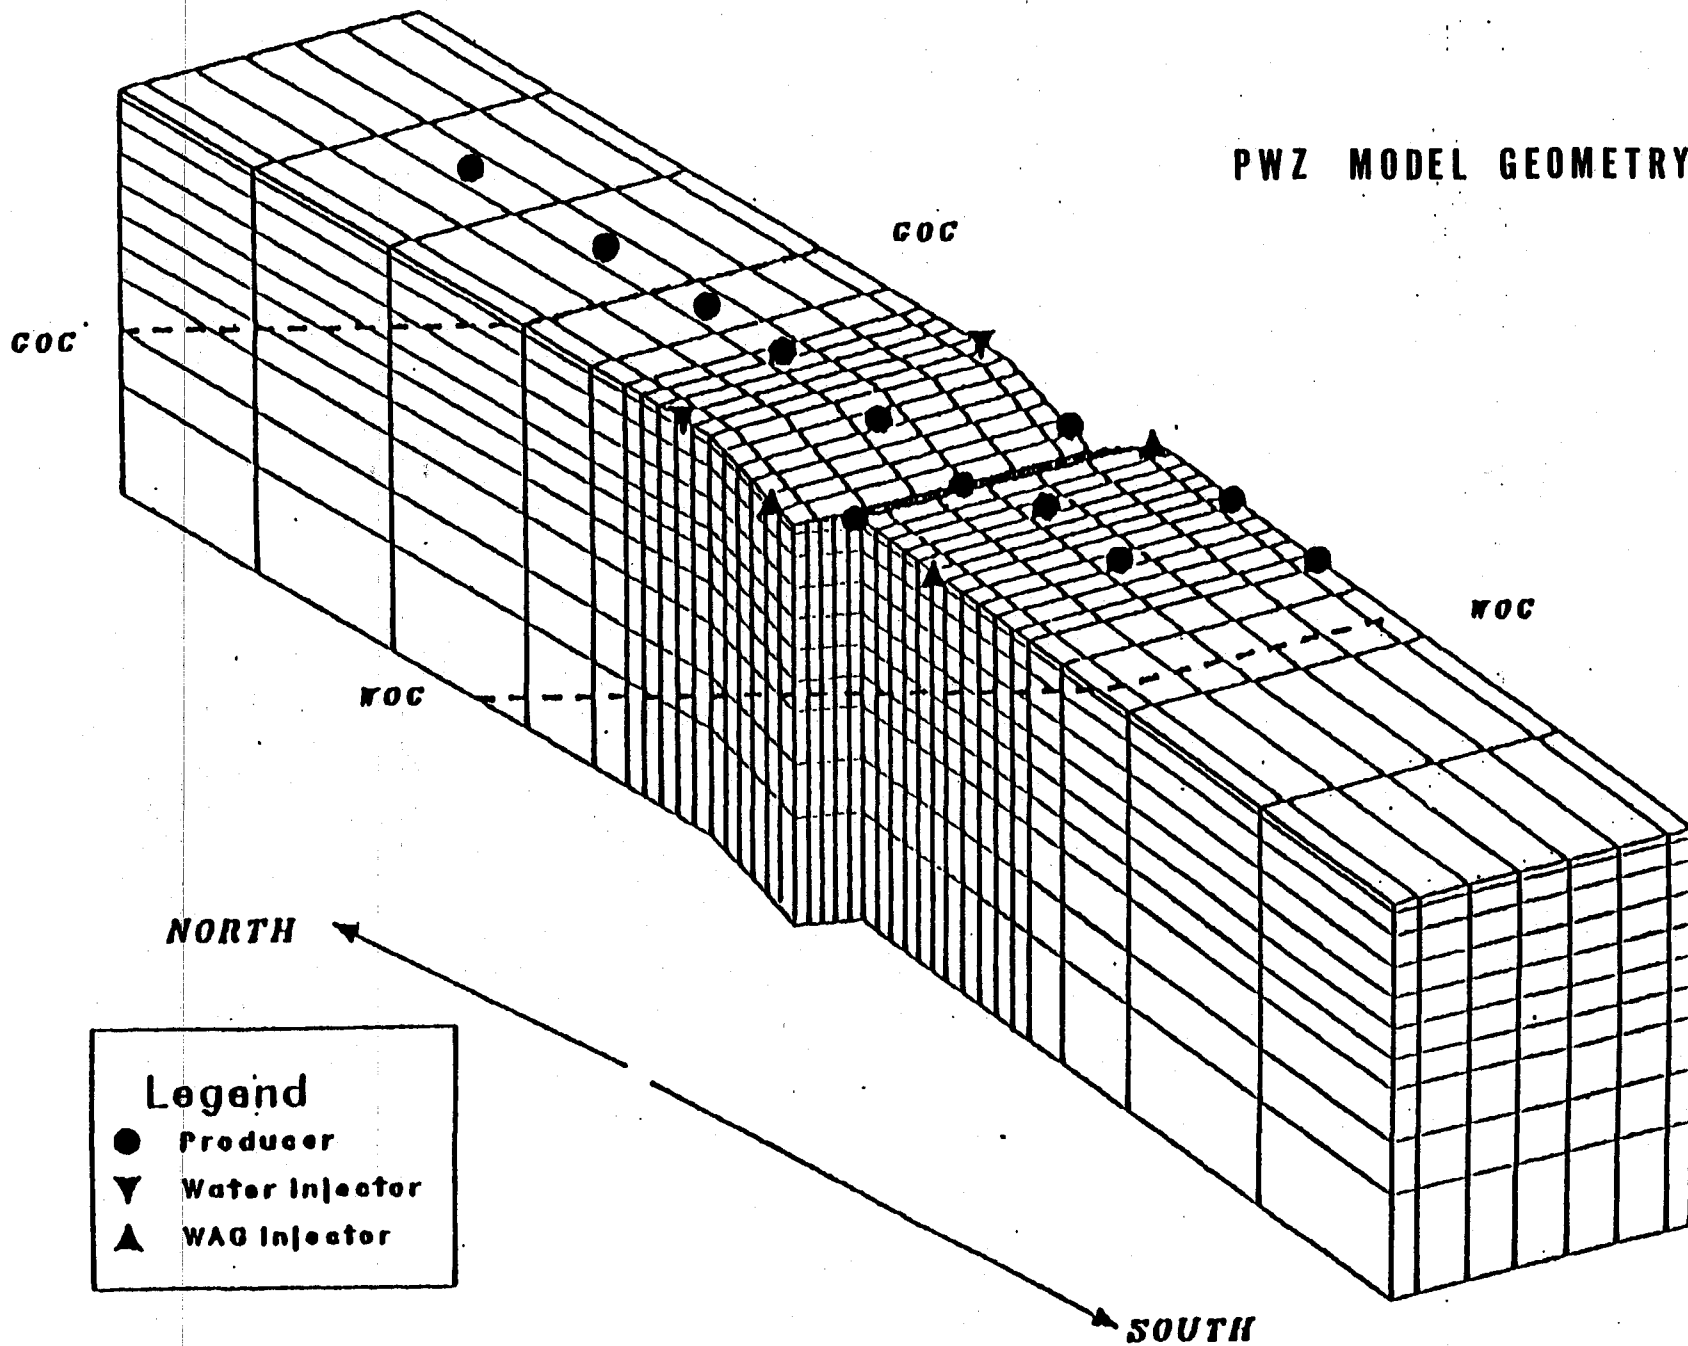 PWZ MODEL GEOMETRY
GOC
GOC
WOC
WOC
NORTH
SOUTH
Legend
Producer
Water Injector
WAG Injector